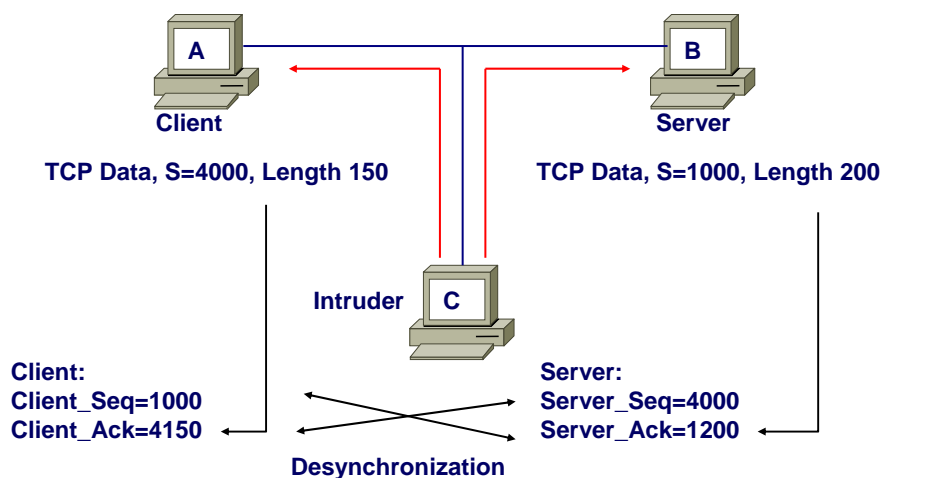 A
B
Client
Server
TCP Data, S=4000, Length 150
TCP Data, S=1000, Length 200
Intruder
C
Client:
Client_Seq=1000
Client_Ack=4150
Server:
Server_Seq=4000
Server_Ack=1200
Desynchronization